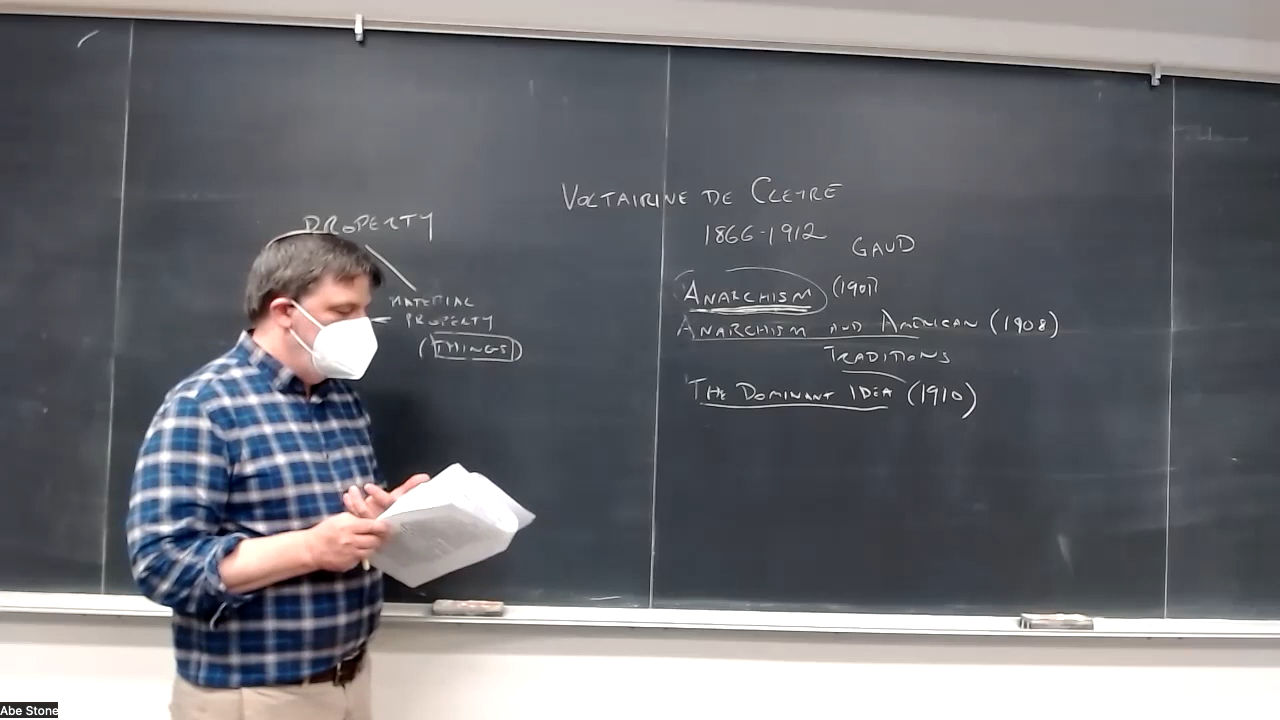 PROPERTY
MATERIAL
PROPERTY
(THINGS)
VOLTAIRINE DE CLEYRE
1866-1912
GAUD
ANARCHISM (1901)
ANARCHISM AND AMERICAN (1908)
TRADITIONS
THE DOMINANT IDEA (1910)
Abe Stone